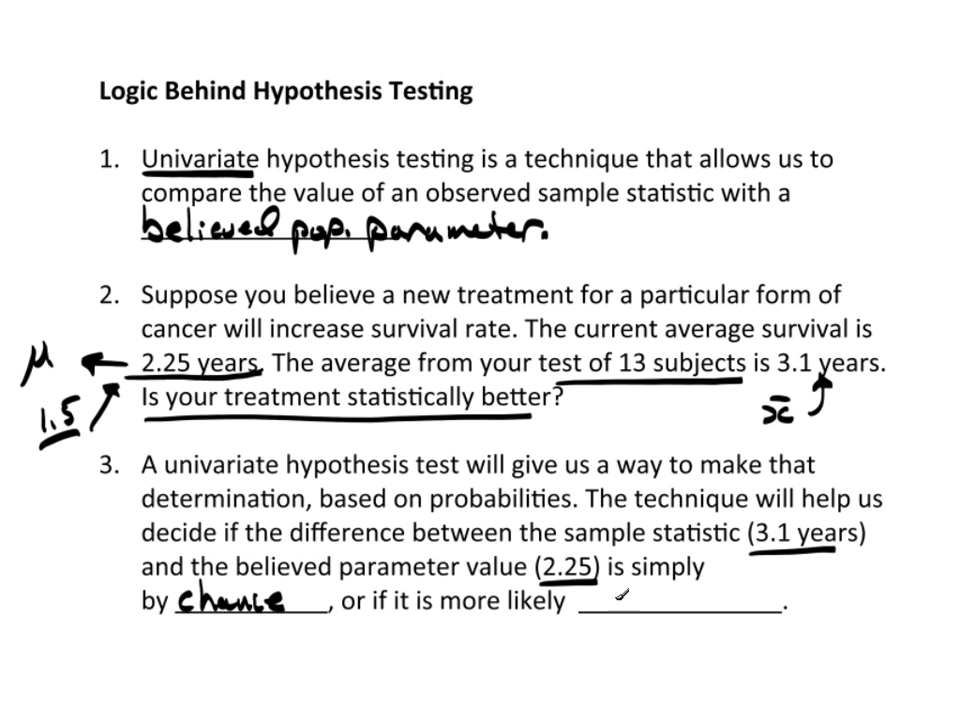 Logic Behind Hypothesis Testing
1. Univariate hypothesis testing is a technique that allows us to
compare the value of an observed sample statistic with a
believed pop. parameter.
2. Suppose you believe a new treatment for a particular form of
cancer will increase survival rate. The current average survival is
μ ← 2.25 years. The average from your test of 13 subjects is 3.1 years.
1.5 Is your treatment statistically better? x̄
3. A univariate hypothesis test will give us a way to make that
determination, based on probabilities. The technique will help us
decide if the difference between the sample statistic (3.1 years)
and the believed parameter value (2.25) is simply
by chance, or if it is more likely ________________.